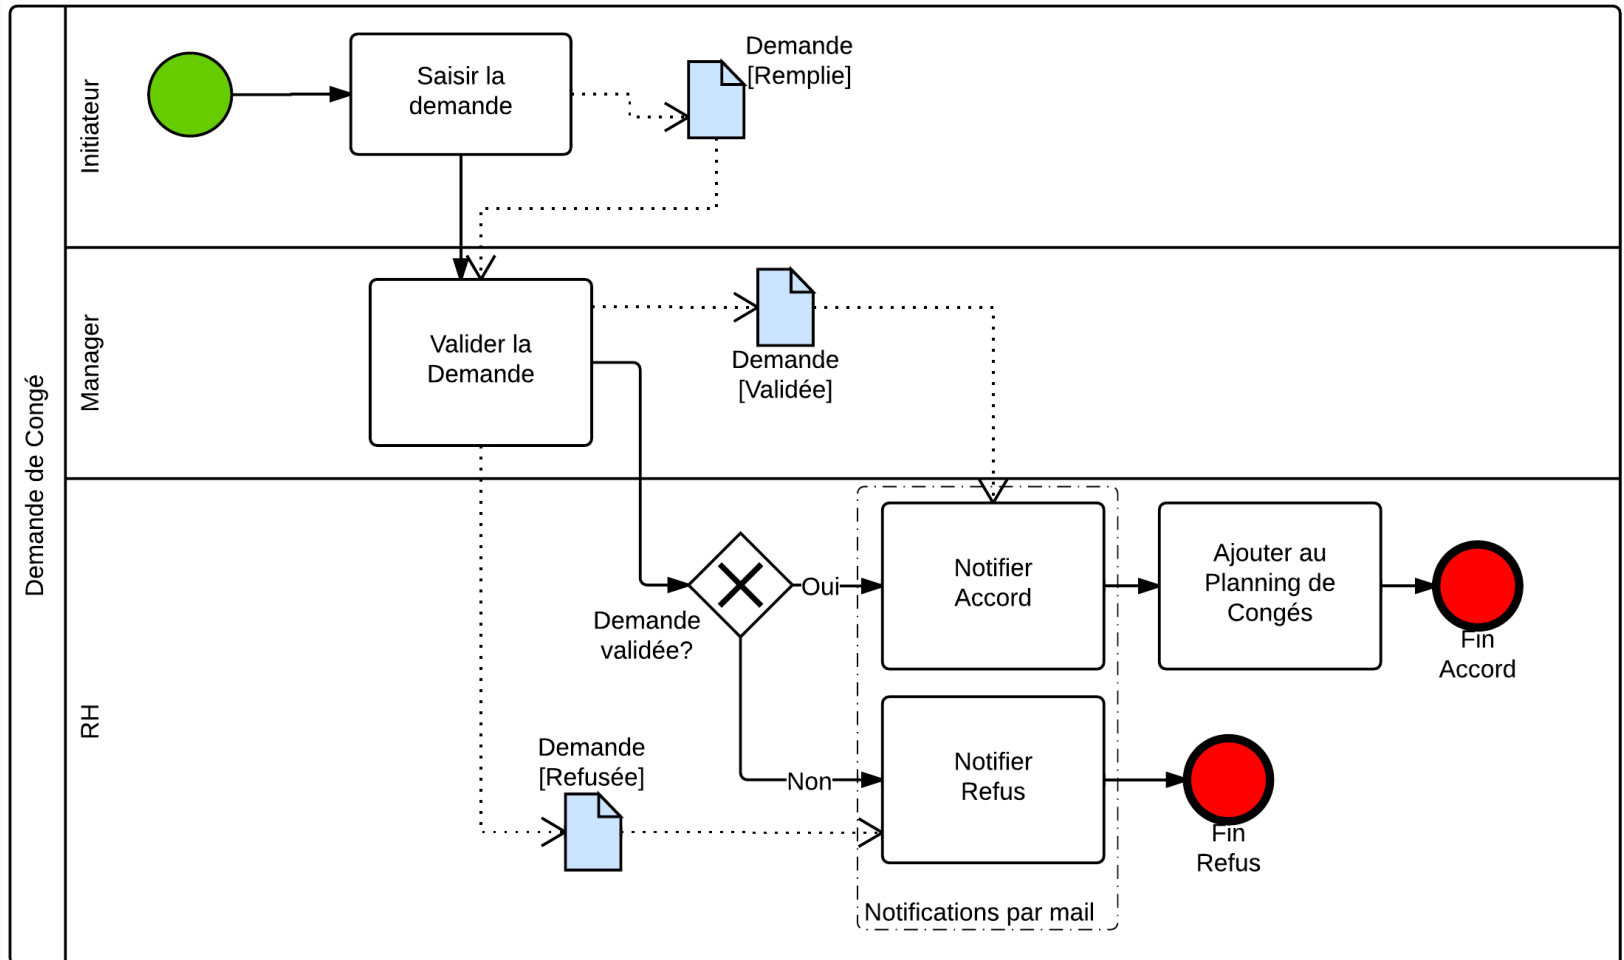 Demande de Congé
Initiateur
Saisir la
demande
Demande
[Remplie]
Manager
Valider la
Demande
Demande
[Validée]
RH
Demande
validée?
Oui
Notifier
Accord
Ajouter au
Planning de
Congés
Fin
Accord
Demande
[Refusée]
Non
Notifier
Refus
Fin
Refus
Notifications par mail